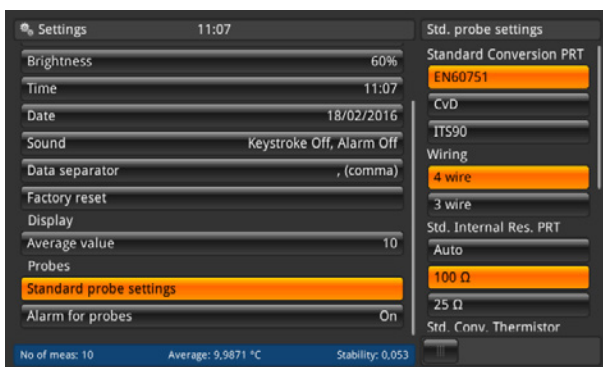 Settings 11:07
Brightness 60%
Time 11:07
Date 18/02/2016
Sound Keystroke Off, Alarm Off
Data separator , (comma)
Factory reset
Display
Average value 10
Probes
Standard probe settings
Alarm for probes On
No of meas: 10 Average: 9,9871 °C Stability: 0,053
Std. probe settings
Standard Conversion PRT
EN60751
CvD
ITS90
Wiring
4 wire
3 wire
Std. Internal Res. PRT
Auto
100 Ω
25 Ω
Std. Conv. Thermistor